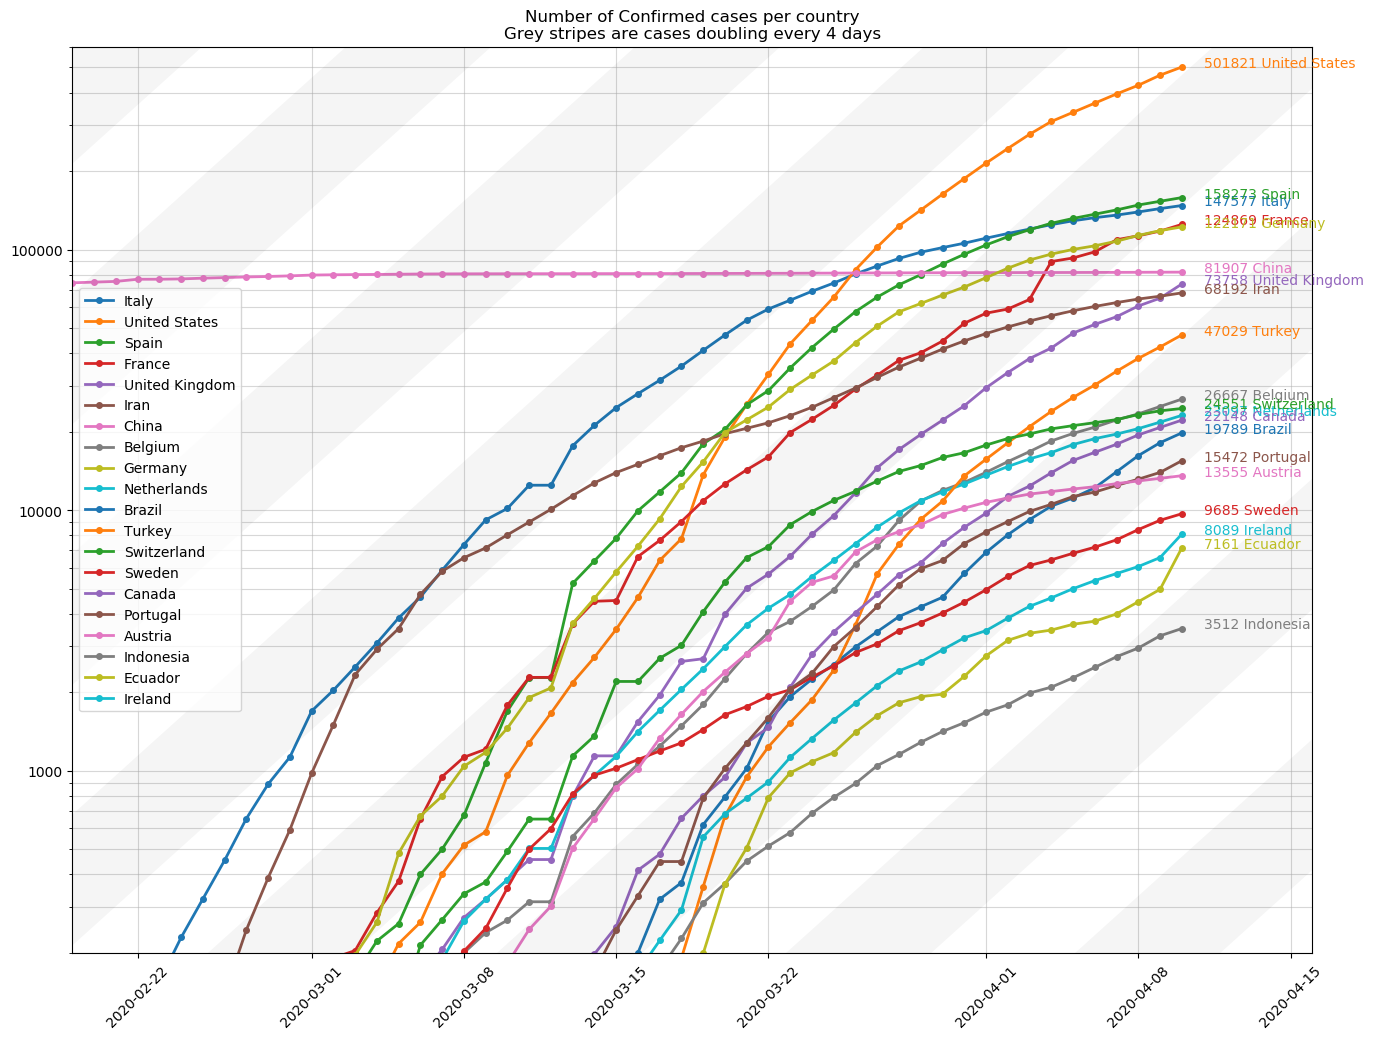 Number of Confirmed cases per country
Grey stripes are cases doubling every 4 days
501821 United States
158273 Spain
147577 Italy
124869 France
122171 Germany
100000
81907 China
73758 United Kingdom
68192 Iran
Italy
United States
Spain
France
United Kingdom
Iran
China
Belgium
Germany
Netherlands
Brazil
Turkey
Switzerland
Sweden
Canada
Portugal
Austria
Indonesia
Ecuador
Ireland
47029 Turkey
26667 Belgium
24551 Switzerland
Netherlands
22148 Canada
19789 Brazil
15472 Portugal
13555 Austria
10000
9685 Sweden
8089 Ireland
7161 Ecuador
3512 Indonesia
1000
2020-02-22
2020-03-01
2020-03-08
2020-03-15
2020-03-22
2020-04-01
2020-04-08
2020-04-15